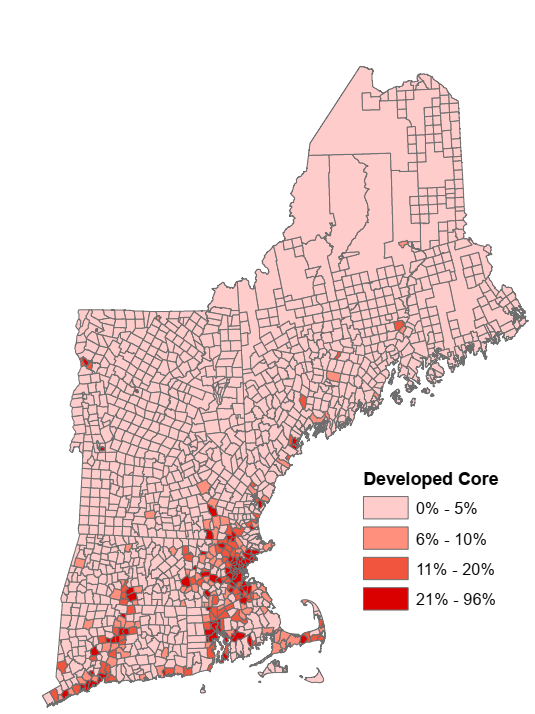 Developed Core
0% - 5%
6% - 10%
11% - 20%
21% - 96%